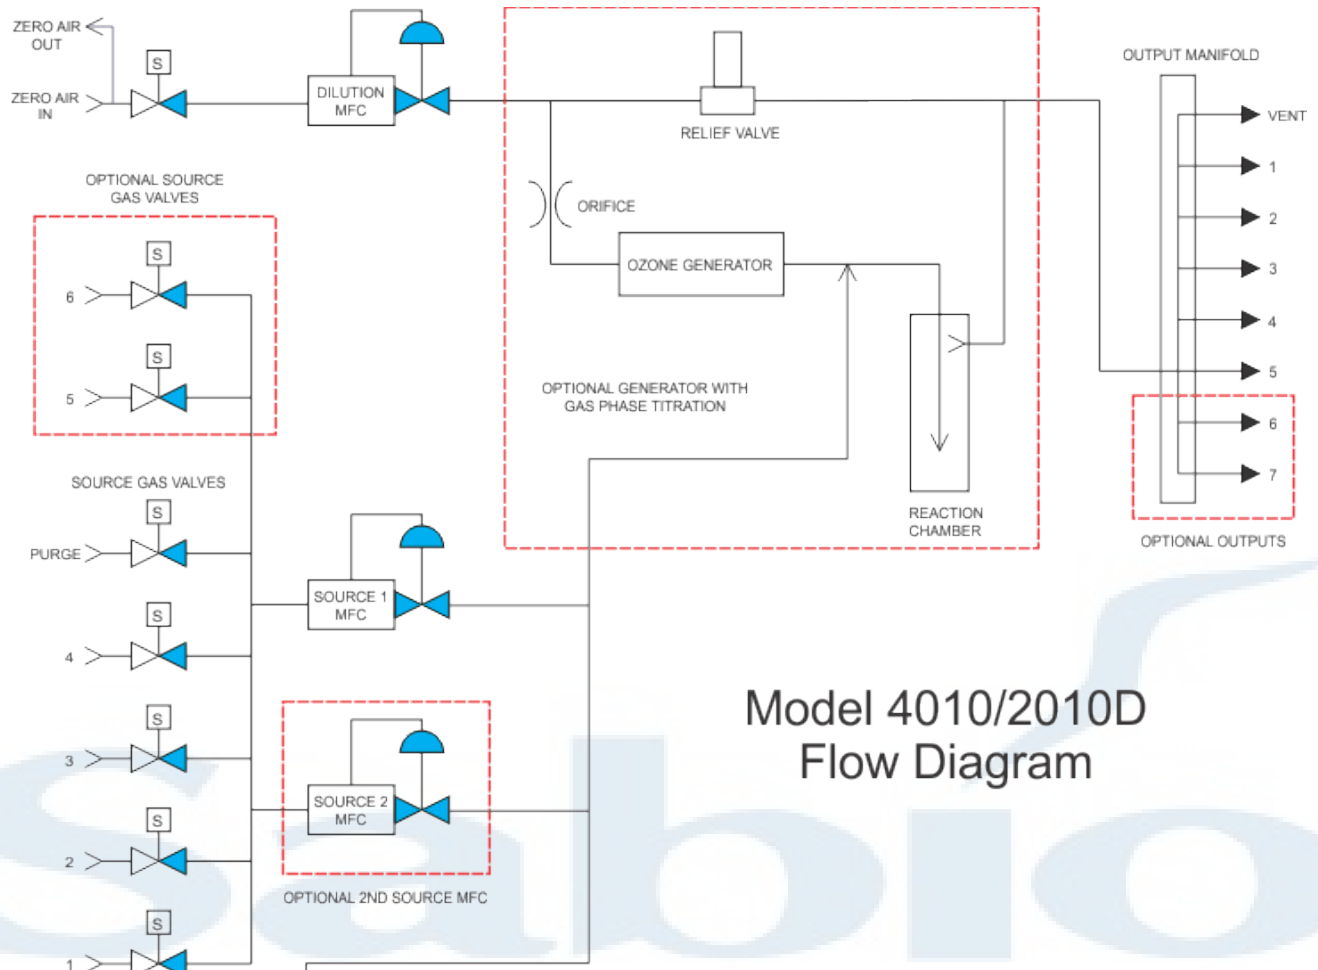 ZERO AIR
OUT
S
ZERO AIR
IN
DILUTION
MFC
RELIEF VALVE
OUTPUT MANIFOLD
VENT
1
2
3
4
5
6
7
OPTIONAL OUTPUTS
OPTIONAL SOURCE
GAS VALVES
S
6
S
5
ORIFICE
OZONE GENERATOR
OPTIONAL GENERATOR WITH
GAS PHASE TITRATION
REACTION
CHAMBER
SOURCE GAS VALVES
S
PURGE
S
4
S
3
S
2
S
1
SOURCE 1
MFC
SOURCE 2
MFC
OPTIONAL 2ND SOURCE MFC
Model 4010/2010D
Flow Diagram
Sabio